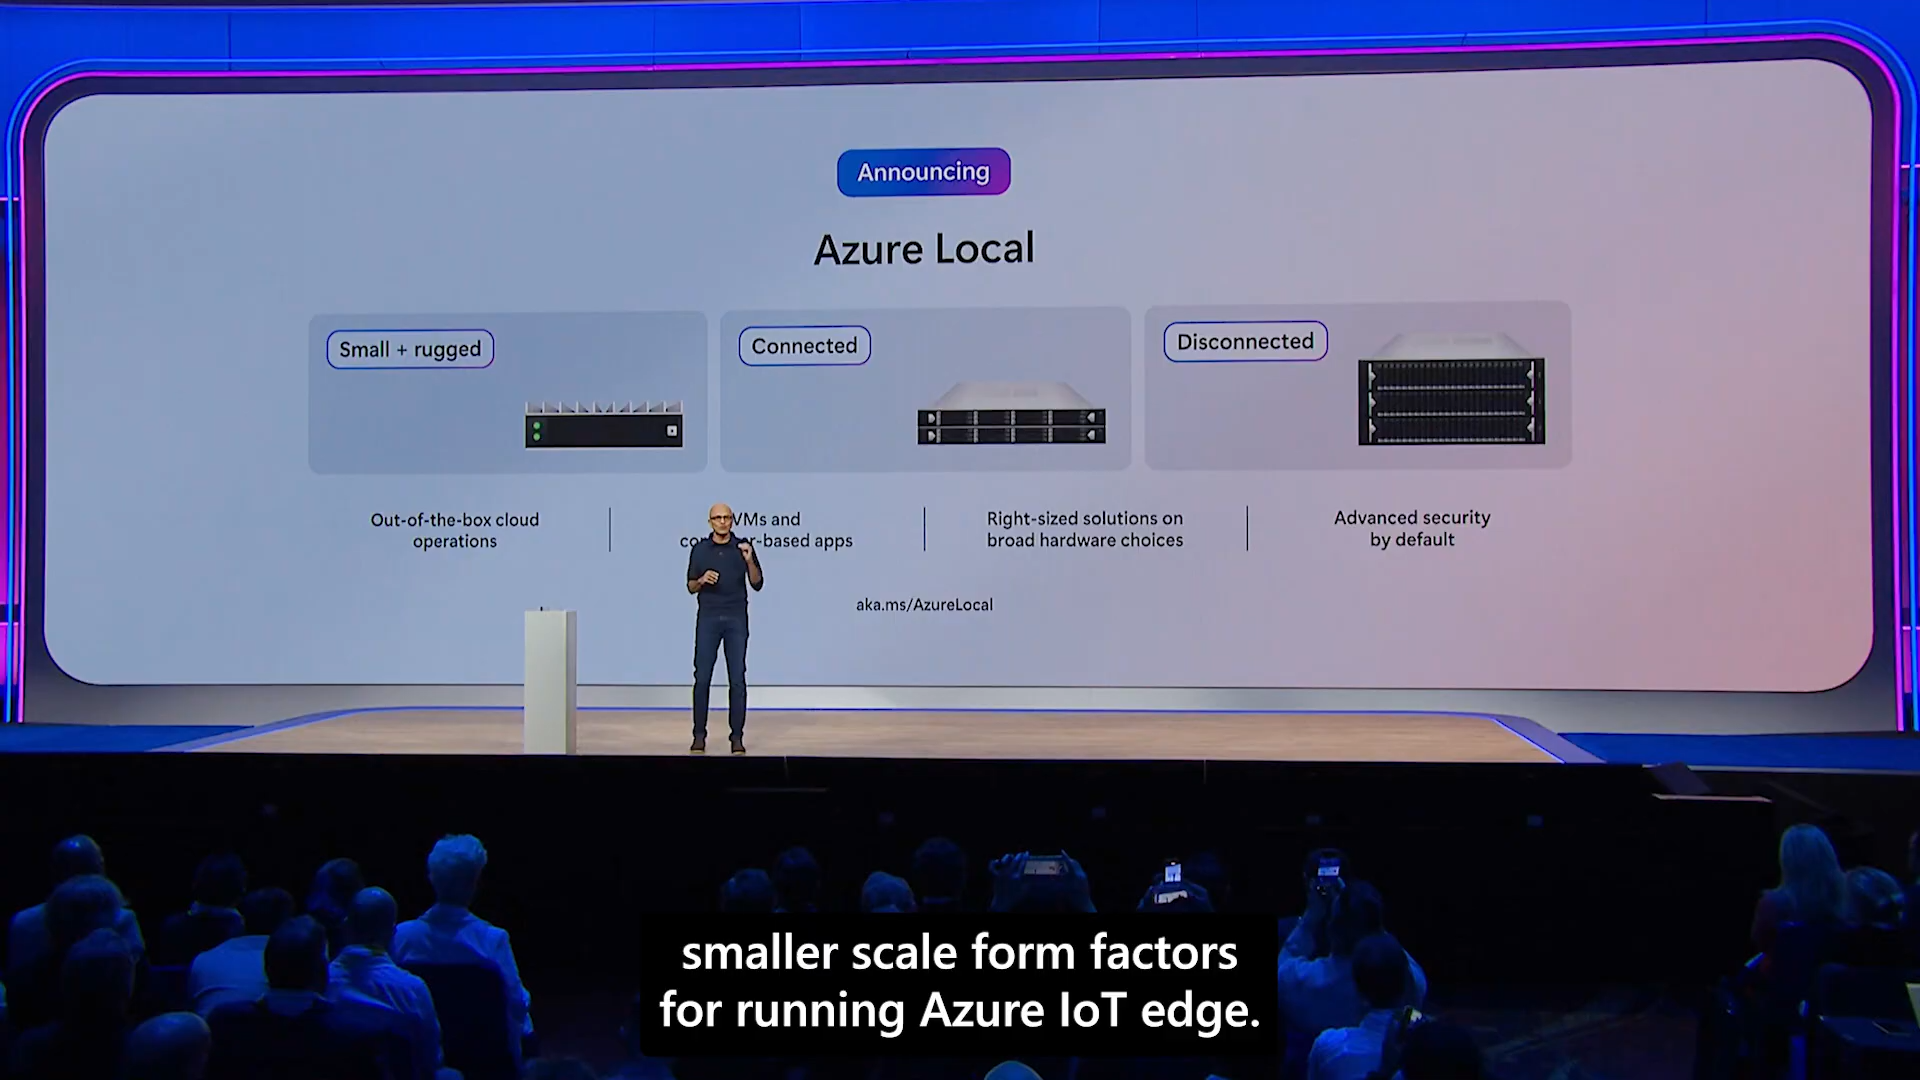 Announcing
Azure Local
Small + rugged
Connected
Disconnected
Out-of-the-box cloud
operations
VMs and
-based apps
Right-sized solutions on
broad hardware choices
Advanced security
by default
aka.ms/AzureLocal
smaller scale form factors
for running Azure IoT edge.